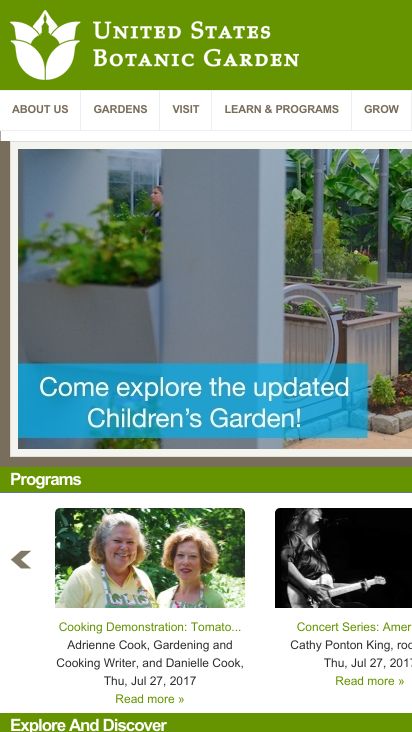 UNITED STATES
BOTANIC GARDEN
ABOUT US GARDENS VISIT LEARN & PROGRAMS GROW
Come explore the updated
Children's Garden!
Programs
Cooking Demonstration: Tomato...
Adrienne Cook, Gardening and
Cooking Writer, and Danielle Cook,
Thu, Jul 27, 2017
Read more »
Concert Series: Amer
Cathy Ponton King, roo
Thu, Jul 27, 201
Read more »
Explore And Discover